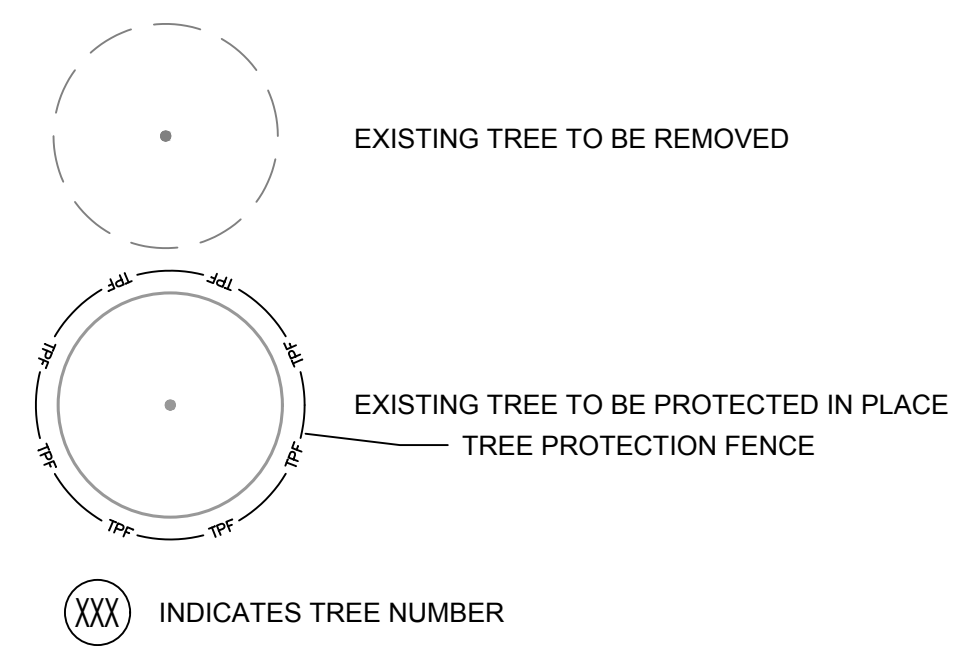 EXISTING TREE TO BE REMOVED
TPF
TPF
TPF
TPF
EXISTING TREE TO BE PROTECTED IN PLACE
TREE PROTECTION FENCE
TPF
TPF
TPF
TPF
XXX INDICATES TREE NUMBER